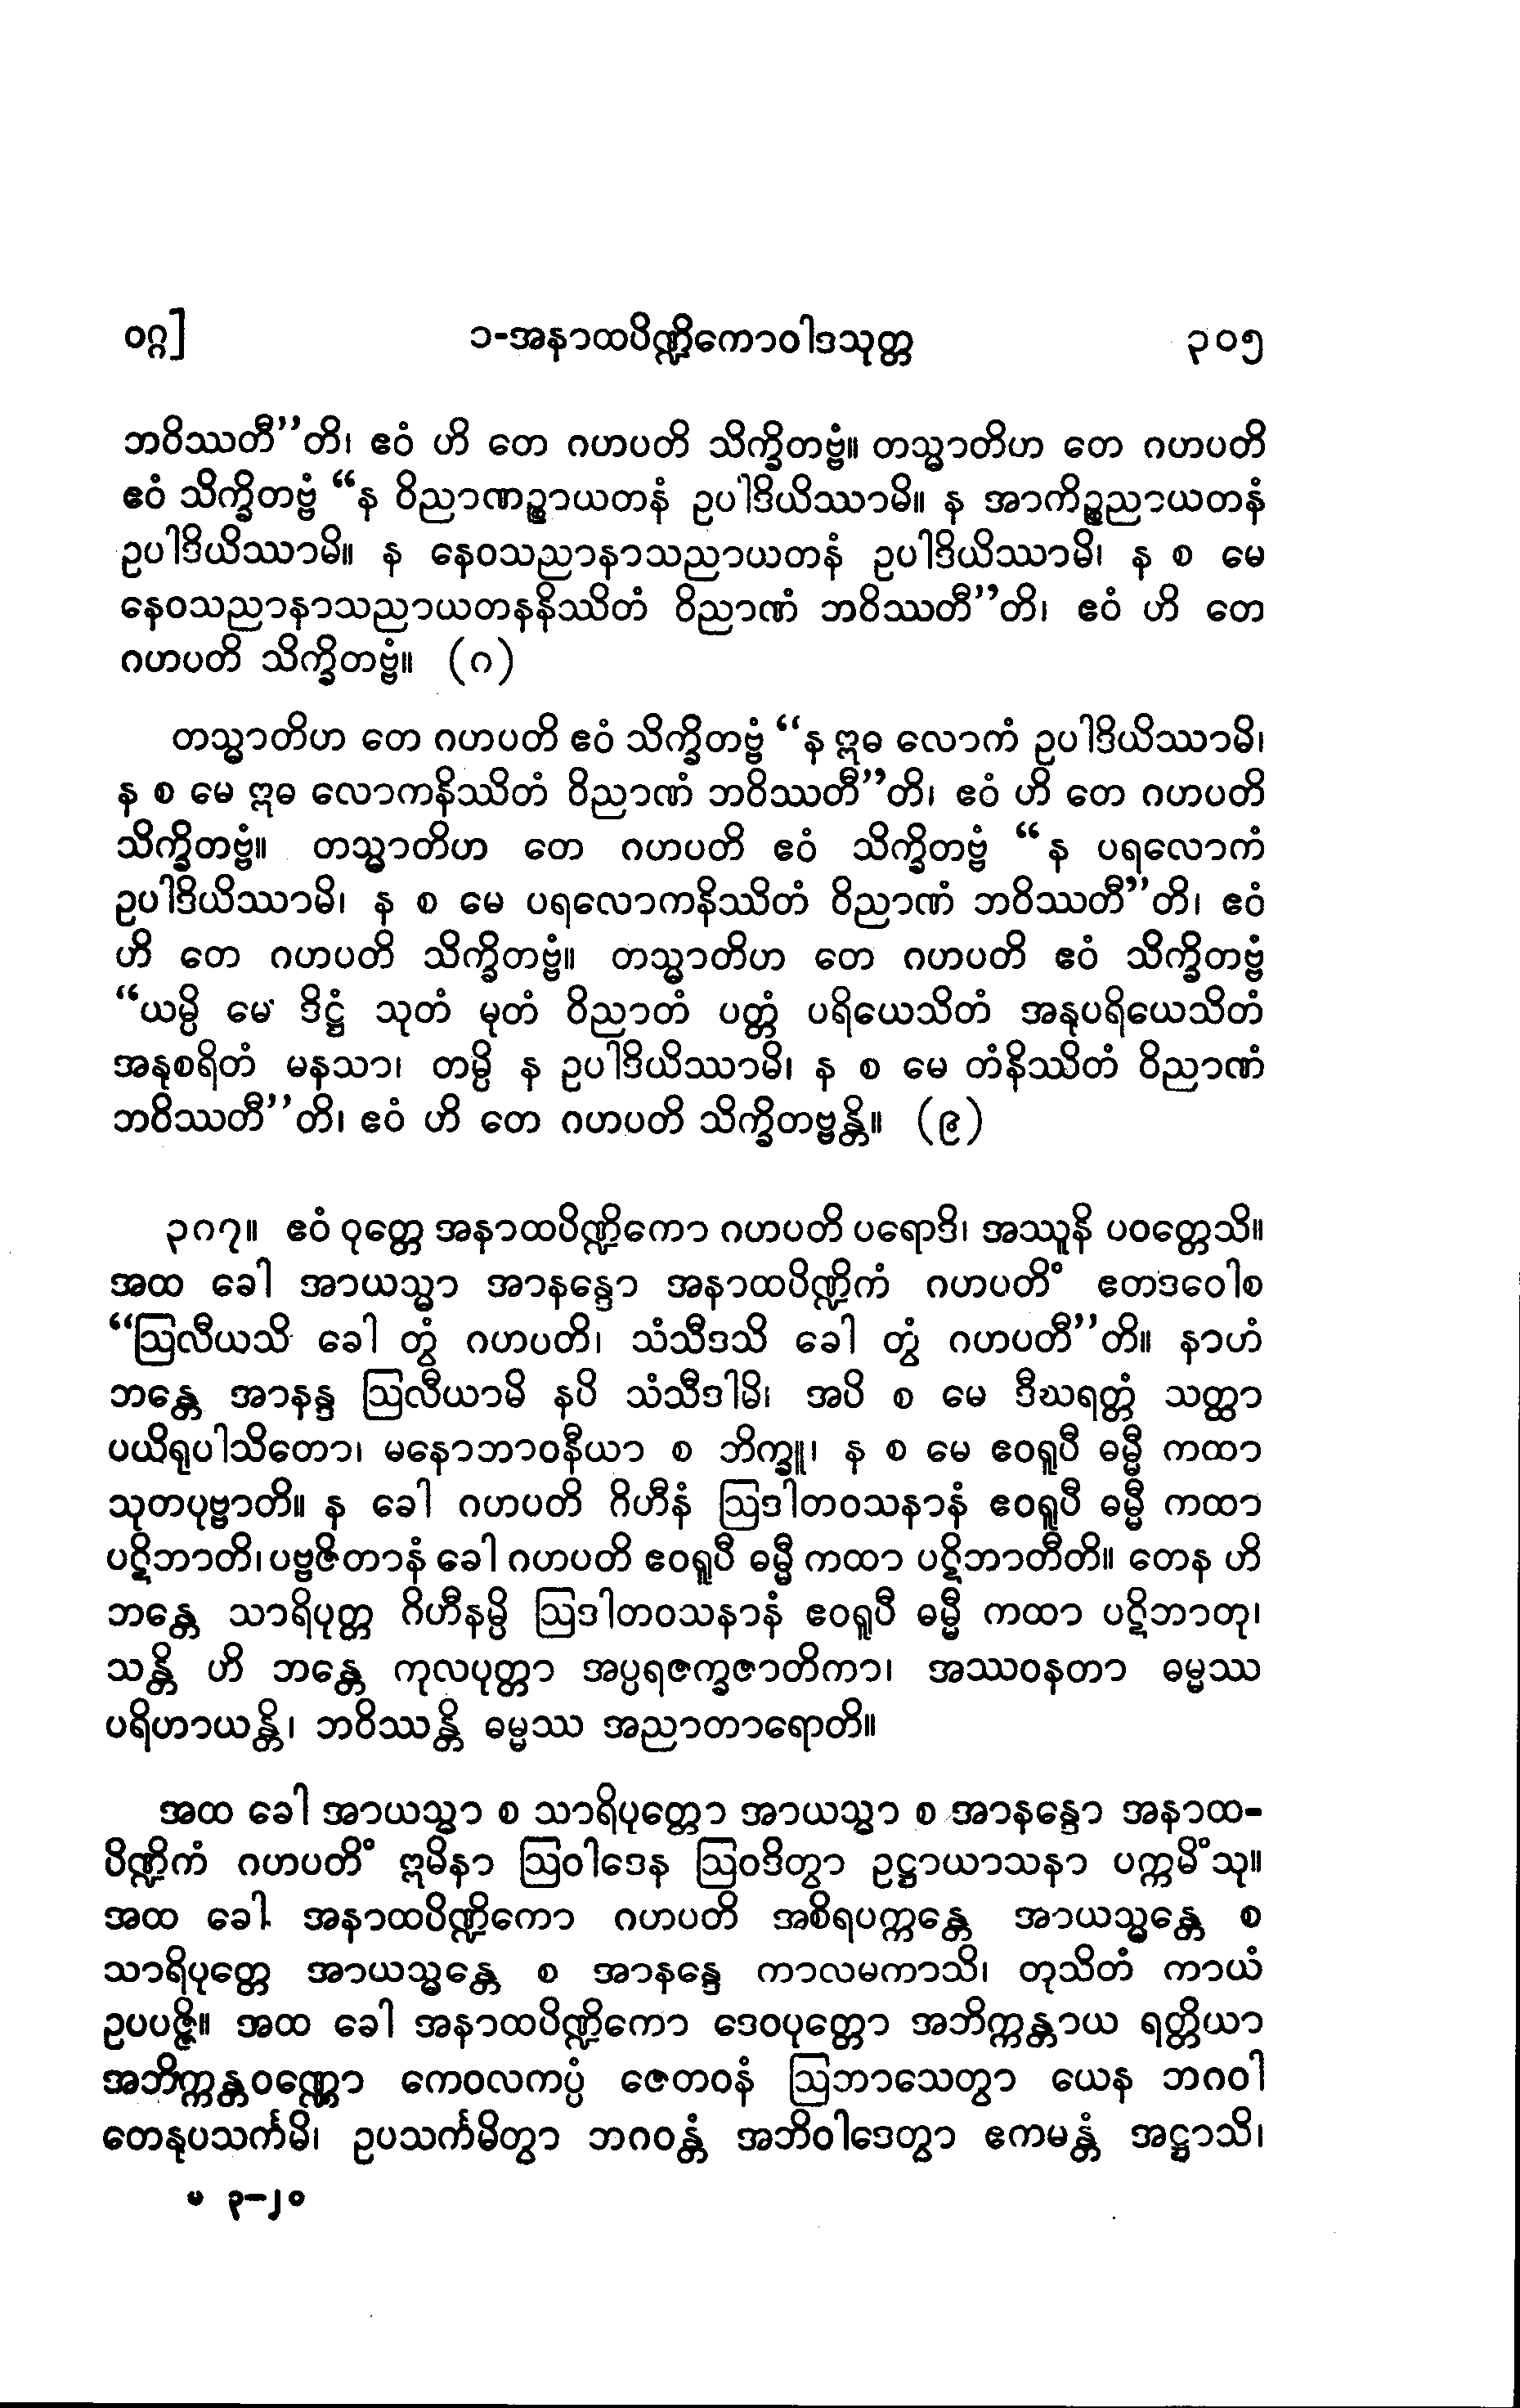 ဝဂ္ဂ] ၁-အနာထပိဏ္ဍိကောဝါဒသုတ္တ ၃၀၅
ဘဝိဿတီ”တိ၊ ဧဝံ ဟိ တေ ဂဟပတိ သိက္ခိတဗ္ဗံ။ တသ္မာတိဟ တေ ဂဟပတိ
ဧဝံ သိက္ခိတဗ္ဗံ “န ဝိညာဏဉ္စာယတနံ ဥပါဒိယိဿာမိ။ န အာကိဉ္စညာယတနံ
ဥပါဒိယိဿာမိ။ န နေဝသညာနာသညာယတနံ ဥပါဒိယိဿာမိ၊ န စ မေ
နေဝသညာနာသညာယတနနိဿိတံ ဝိညာဏံ ဘဝိဿတီ”တိ၊ ဧဝံ ဟိ တေ
ဂဟပတိ သိက္ခိတဗ္ဗံ။ (ဂ)
တသ္မာတိဟ တေ ဂဟပတိ ဧဝံ သိက္ခိတဗ္ဗံ “န ဣဓ လောကံ ဥပါဒိယိဿာမိ၊
န စ မေ ဣဓ လောကနိဿိတံ ဝိညာဏံ ဘဝိဿတီ”တိ၊ ဧဝံ ဟိ တေ ဂဟပတိ
သိက္ခိတဗ္ဗံ။ တသ္မာတိဟ တေ ဂဟပတိ ဧဝံ သိက္ခိတဗ္ဗံ “န ပရလောကံ
ဥပါဒိယိဿာမိ၊ န စ မေ ပရလောကနိဿိတံ ဝိညာဏံ ဘဝိဿတီ”တိ၊ ဧဝံ
ဟိ တေ ဂဟပတိ သိက္ခိတဗ္ဗံ။ တသ္မာတိဟ တေ ဂဟပတိ ဧဝံ သိက္ခိတဗ္ဗံ
“ယမ္ပိ မေ ဒိဋ္ဌံ သုတံ မုတံ ဝိညာတံ ပတ္တံ ပရိယေသိတံ အနုပရိယေသိတံ
အနုစရိတံ မနသာ၊ တမ္ပိ န ဥပါဒိယိဿာမိ၊ န စ မေ တံနိဿိတံ ဝိညာဏံ
ဘဝိဿတီ”တိ၊ ဧဝံ ဟိ တေ ဂဟပတိ သိက္ခိတဗ္ဗန္တိ။ (၉)
၃၈၇။ ဧဝံ ဝုတ္တေ အနာထပိဏ္ဍိကော ဂဟပတိ ပရောဒိ၊ အဿူနိ ပဝတ္တေသိ။
အထ ခေါ အာယသ္မာ အာနန္ဒော အနာထပိဏ္ဍိကံ ဂဟပတိံ ဧတဒဝေါစ
“ဩလီယသိ ခေါ တွံ ဂဟပတိ၊ သံသီဒသိ ခေါ တွံ ဂဟပတီ”တိ။ နာဟံ
ဘန္တေ အာနန္ဒ ဩလီယာမိ နပိ သံသီဒါမိ၊ အပိ စ မေ ဒီဃရတ္တံ သတ္ထာ
ပယိရုပါသိတော၊ မနောဘာဝနီယာ စ ဘိက္ခူ၊ န စ မေ ဧဝရူပီ ဓမ္မီ ကထာ
သုတပုဗ္ဗာတိ။ န ခေါ ဂဟပတိ ဂိဟီနံ ဩဒါတဝသနာနံ ဧဝရူပီ ဓမ္မီ ကထာ
ပဋိဘာတိ၊ ပဗ္ဗဇိတာနံ ခေါ ဂဟပတိ ဧဝရူပီ ဓမ္မီ ကထာ ပဋိဘာတီတိ။ တေန ဟိ
ဘန္တေ သာရိပုတ္တ ဂိဟီနမ္ပိ ဩဒါတဝသနာနံ ဧဝရူပီ ဓမ္မီ ကထာ ပဋိဘာတု၊
သန္တိ ဟိ ဘန္တေ ကုလပုတ္တာ အပ္ပရဇက္ခဇာတိကာ၊ အဿဝနတာ ဓမ္မဿ
ပရိဟာယန္တိ၊ ဘဝိဿန္တိ ဓမ္မဿ အညာတာရောတိ။
အထ ခေါ အာယသ္မာ စ သာရိပုတ္တော အာယသ္မာ စ အာနန္ဒော အနာထ-
ပိဏ္ဍိကံ ဂဟပတိံ ဣမိနာ ဩဝါဒေန ဩဝဒိတွာ ဥဋ္ဌာယာသနာ ပက္ကမိံသု။
အထ ခေါ အနာထပိဏ္ဍိကော ဂဟပတိ အစိရပက္ကန္တေ အာယသ္မန္တေ စ
သာရိပုတ္တေ အာယသ္မန္တေ စ အာနန္ဒေ ကာလမကာသိ၊ တုသိတံ ကာယံ
ဥပပဇ္ဇိ။ အထ ခေါ အနာထပိဏ္ဍိကော ဒေဝပုတ္တော အဘိက္ကန္တာယ ရတ္တိယာ
အဘိက္ကန္တဝဏ္ဏော ကေဝလကပ္ပံ ဇေတဝနံ ဩဘာသေတွာ ယေန ဘဂဝါ
တေနုပသင်္ကမိ၊ ဥပသင်္ကမိတွာ ဘဂဝန္တံ အဘိဝါဒေတွာ ဧကမန္တံ အဋ္ဌာသိ၊
မ ၃-၂၀